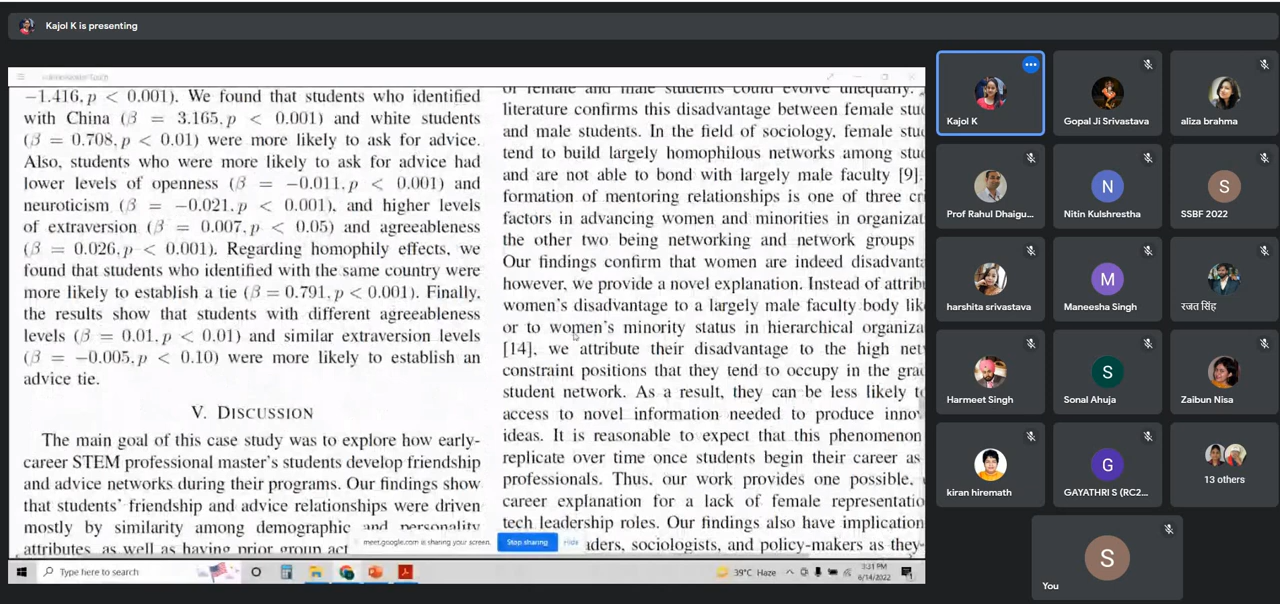 Kajol K is presenting
−1.416, p < 0.001). We found that students who identified
with China (β = 3.165, p < 0.001) and white students
(β = 0.708, p < 0.01) were more likely to ask for advice.
Also, students who were more likely to ask for advice had
lower levels of openness (β = −0.011, p < 0.001) and
neuroticism (β = −0.021, p < 0.001), and higher levels
of extraversion (β = 0.007, p < 0.05) and agreeableness
(β = 0.026, p < 0.001). Regarding homophily effects, we
found that students who identified with the same country were
more likely to establish a tie (β = 0.791, p < 0.001). Finally,
the results show that students with different agreeableness
levels (β = 0.01, p < 0.01) and similar extraversion levels
(β = −0.005, p < 0.10) were more likely to establish an
advice tie.
V. DISCUSSION
The main goal of this case study was to explore how early-
career STEM professional master's students develop friendship
and advice networks during their programs. Our findings show
that students' friendship and advice relationships were driven
mostly by similarity among demographic and personality
attributes, as well as having prior group act
of female and male students could evolve unequally.
literature confirms this disadvantage between female stu
and male students. In the field of sociology, female stu
tend to build largely homophilous networks among stu
and are not able to bond with largely male faculty [9].
formation of mentoring relationships is one of three cri
factors in advancing women and minorities in organizat
the other two being networking and network groups
Our findings confirm that women are indeed disadvanta
however, we provide a novel explanation. Instead of attrib
women's disadvantage to a largely male faculty body lik
or to women's minority status in hierarchical organiza
[14], we attribute their disadvantage to the high net
constraint positions that they tend to occupy in the gra
student network. As a result, they can be less likely t
access to novel information needed to produce innov
ideas. It is reasonable to expect that this phenomenon
replicate over time once students begin their career as
professionals. Thus, our work provides one possible,
career explanation for a lack of female representatio
tech leadership roles. Our findings also have implication
aders, sociologists, and policy-makers as they
meet.google.com is sharing your screen.
Stop sharing
Hide
Type here to search
39°C Haze
3:31 PM
6/14/2022
Kajol K
Gopal Ji Srivastava
aliza brahma
Prof Rahul Dhaigu...
N
Nitin Kulshrestha
S
SSBF 2022
harshita srivastava
M
Maneesha Singh
रजत सिंह
Harmeet Singh
S
Sonal Ahuja
Zaibun Nisa
kiran hiremath
G
GAYATHRI S (RC2...
13 others
S
You